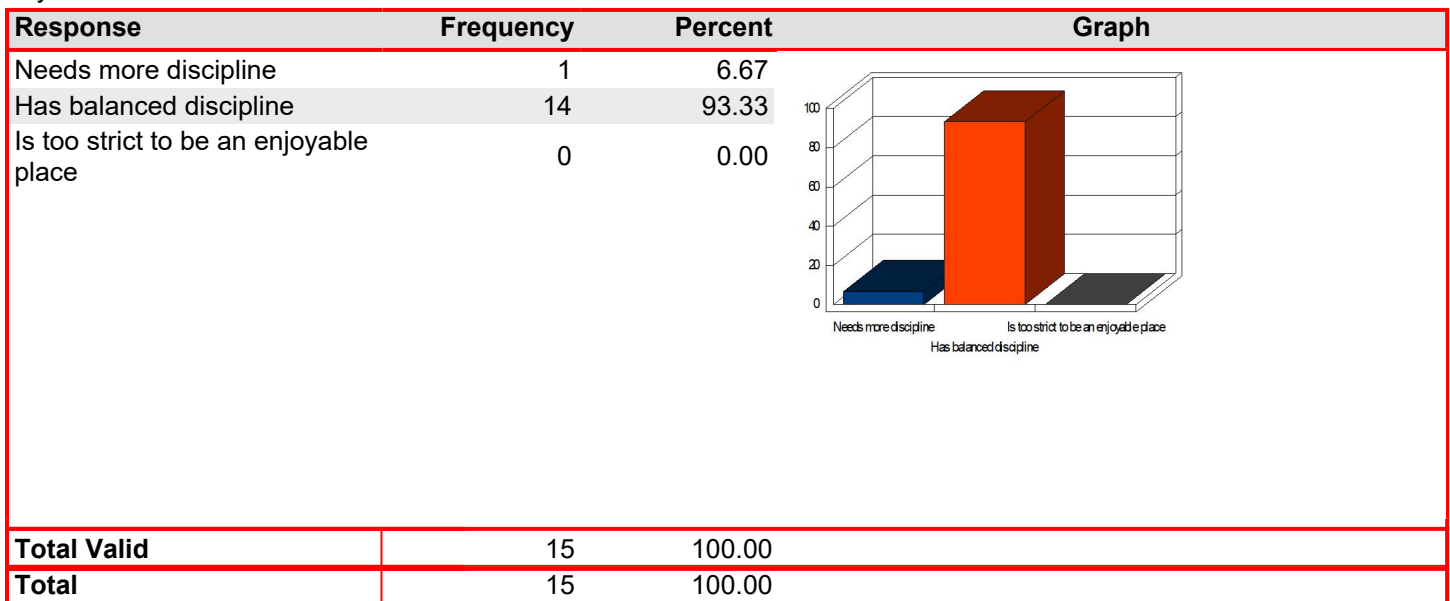 Response Frequency Percent Graph
Needs more discipline 1 6.67
Has balanced discipline 14 93.33
Is too strict to be an enjoyable
place 0 0.00
100
80
60
40
20
0
Needs more discipline Is too strict to be an enjoyable place
Has balanced discipline
Total Valid 15 100.00
Total 15 100.00